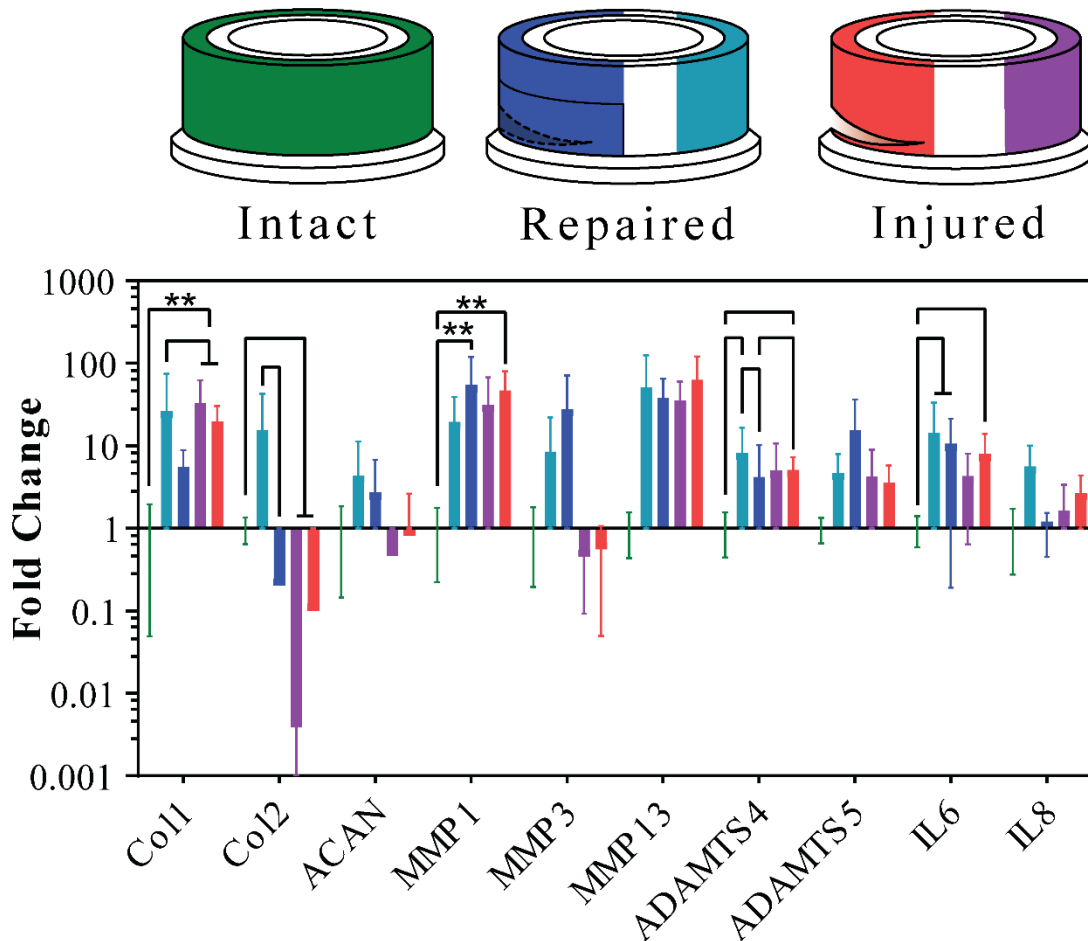 Intact
Repaired
Injured
1000
100
10
1
0.1
0.01
0.001
Fold Change
**
**
**
Col1
Col2
ACAN
MMP1
MMP3
MMP13
ADAMTS4
ADAMTS5
IL6
IL8